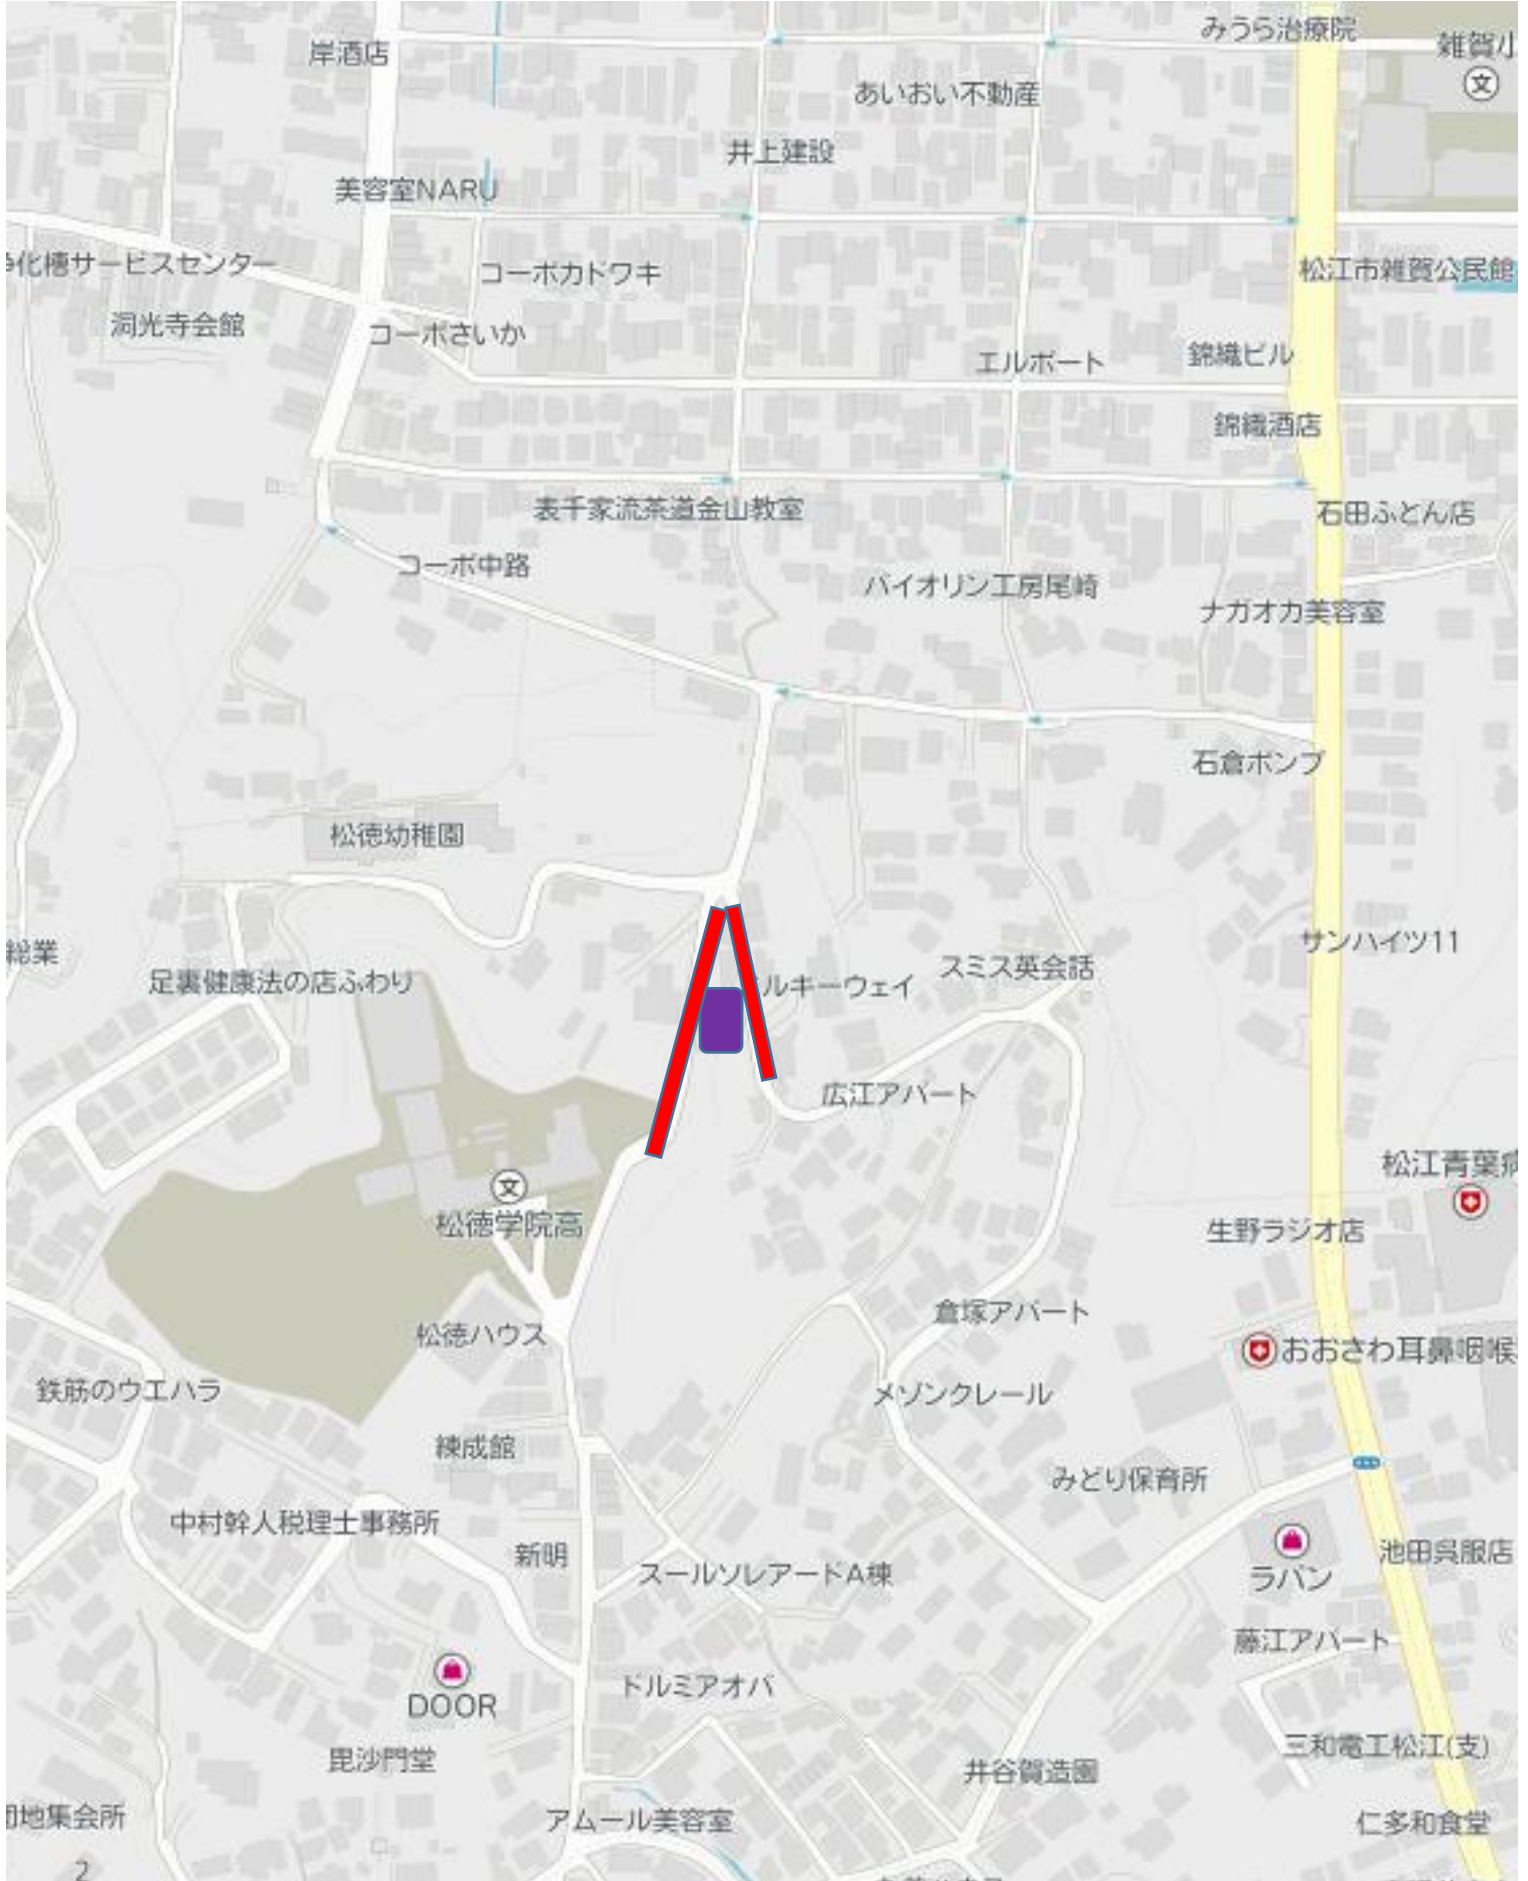 みうら治療院
岸酒店
雑賀小
文
あいおい不動産
井上建設
美容室NARU
化槽サービスセンター
コーポカドワキ
松江市雑賀公民館
洞光寺会館
コーポさいか
エルポート
錦織ビル
錦織酒店
表千家流茶道金山教室
石田ふとん店
コーポ中路
バイオリン工房尾崎
ナガオカ美容室
石倉ポンプ
松徳幼稚園
総業
サンハイツ11
足裏健康法の店ふわり
スミス英会話
ルキーウェイ
広江アパート
松江青葉病
文
松徳学院高
生野ラジオ店
倉塚アパート
松徳ハウス
おおさわ耳鼻咽喉
鉄筋のウエハラ
メゾンクレール
練成館
みどり保育所
中村幹人税理士事務所
新明
スールソレアードA棟
池田呉服店
ラパン
藤江アパート
ドルミアオバ
DOOR
毘沙門堂
三和電工松江(支)
井谷賀造園
地集会所
アムール美容室
仁多和食堂
2